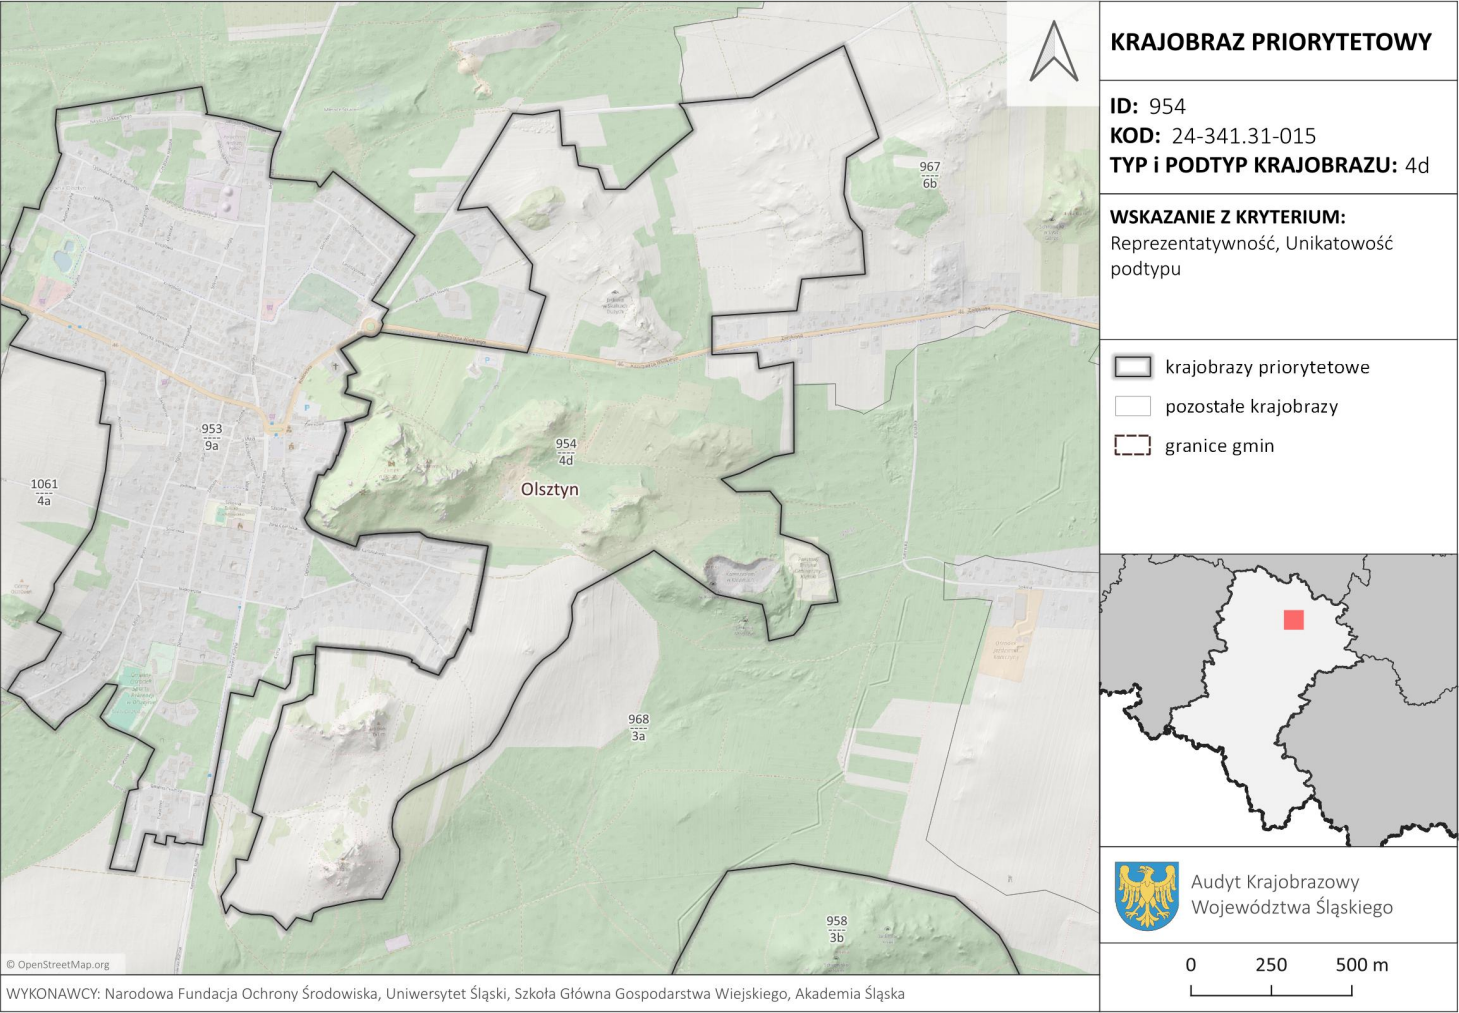 KRAJOBRAZ PRIORYTETOWY
ID: 954
KOD: 24-341.31-015
TYP i PODTYP KRAJOBRAZU: 4d
WSKAZANIE Z KRYTERIUM:
Reprezentatywność, Unikatowość
podtypu
krajobrazy priorytetowe
pozostałe krajobrazy
granice gmin
967
6b
953
9a
954
4d
Olsztyn
1061
4a
968
3a
958
3b
Audyt Krajobrazowy
Województwa Śląskiego
0 250 500 m
© OpenStreetMap.org
WYKONAWCY: Narodowa Fundacja Ochrony Środowiska, Uniwersytet Śląski, Szkoła Główna Gospodarstwa Wiejskiego, Akademia Śląska